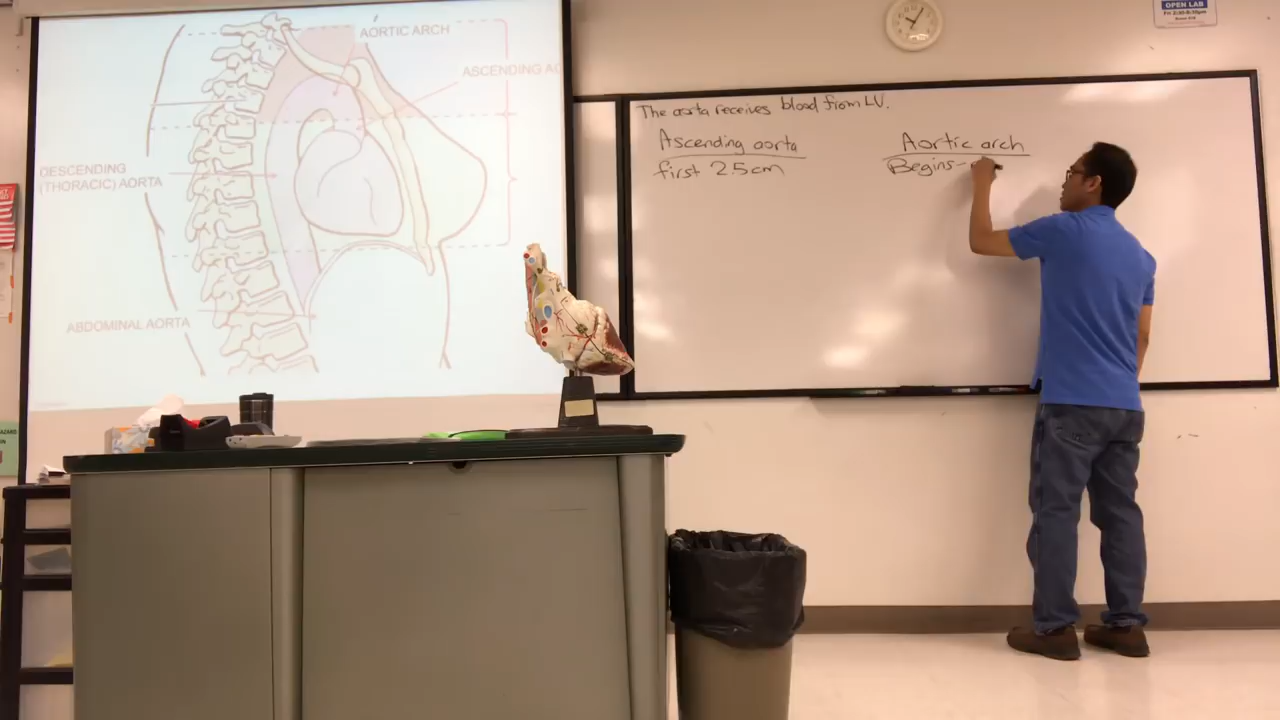 AORTIC ARCH
ASCENDING AO
DESCENDING
(THORACIC) AORTA
ABDOMINAL AORTA
The aorta receives blood from LV.
Ascending aorta
first 2.5cm
Aortic arch
Begins-
OPEN LAB